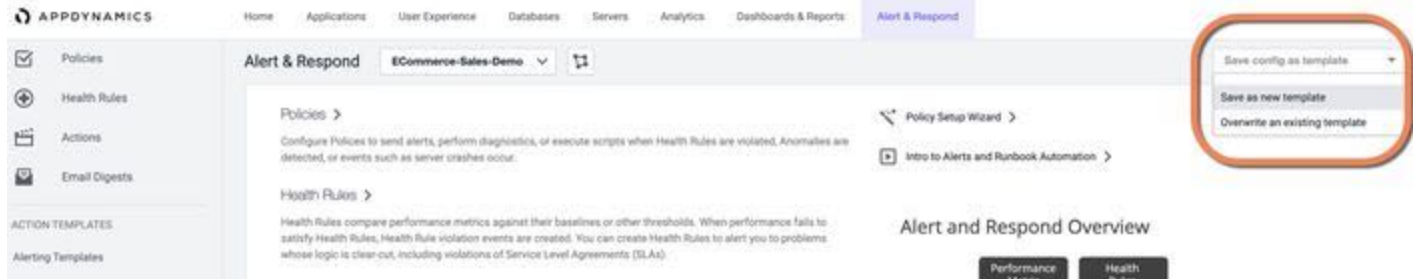 APPDYNAMICS
Home Applications User Experience Databases Servers Analytics Dashboards & Reports Alert & Respond
Policies
Health Rules
Actions
Email Digests
ACTION TEMPLATES
Alerting Templates
Alert & Respond ECommerce-Sales-Demo
Save config as template
Save as new template
Overwrite an existing template
Policies >
Configure Polices to send alerts, perform diagnostics, or execute scripts when Health Rules are violated, Anomalies are
detected, or events such as server crashes occur.
Health Rules >
Health Rules compare performance metrics against their baselines or other thresholds. When performance fails to
satisfy Health Rules, Health Rule violation events are created. You can create Health Rules to alert you to problems
whose logic is clear-cut, including violations of Service Level Agreements (SLAs).
Policy Setup Wizard >
Intro to Alerts and Runbook Automation >
Alert and Respond Overview
Performance
Health